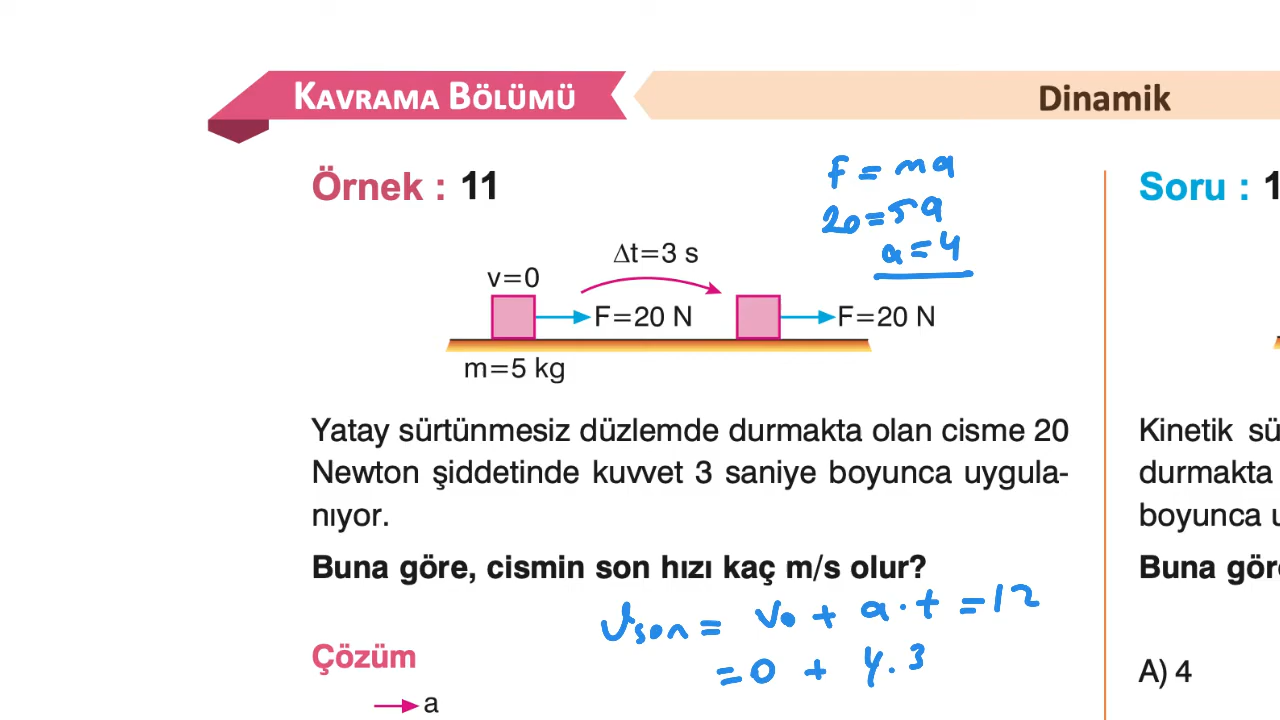 KAVRAMA BÖLÜMÜ
Dinamik
Örnek : 11
F = ma
20=5a
a=4
Δt=3 s
v=0
F=20 N
F=20 N
m=5 kg
Yatay sürtünmesiz düzlemde durmakta olan cisme 20
Newton şiddetinde kuvvet 3 saniye boyunca uygula-
nıyor.
Buna göre, cismin son hızı kaç m/s olur?
Vson = V0 + a.t =12
=0 + 4.3
Çözüm
a
Soru : 1
Kinetik sü
durmakta
boyunca u
Buna gör
A) 4